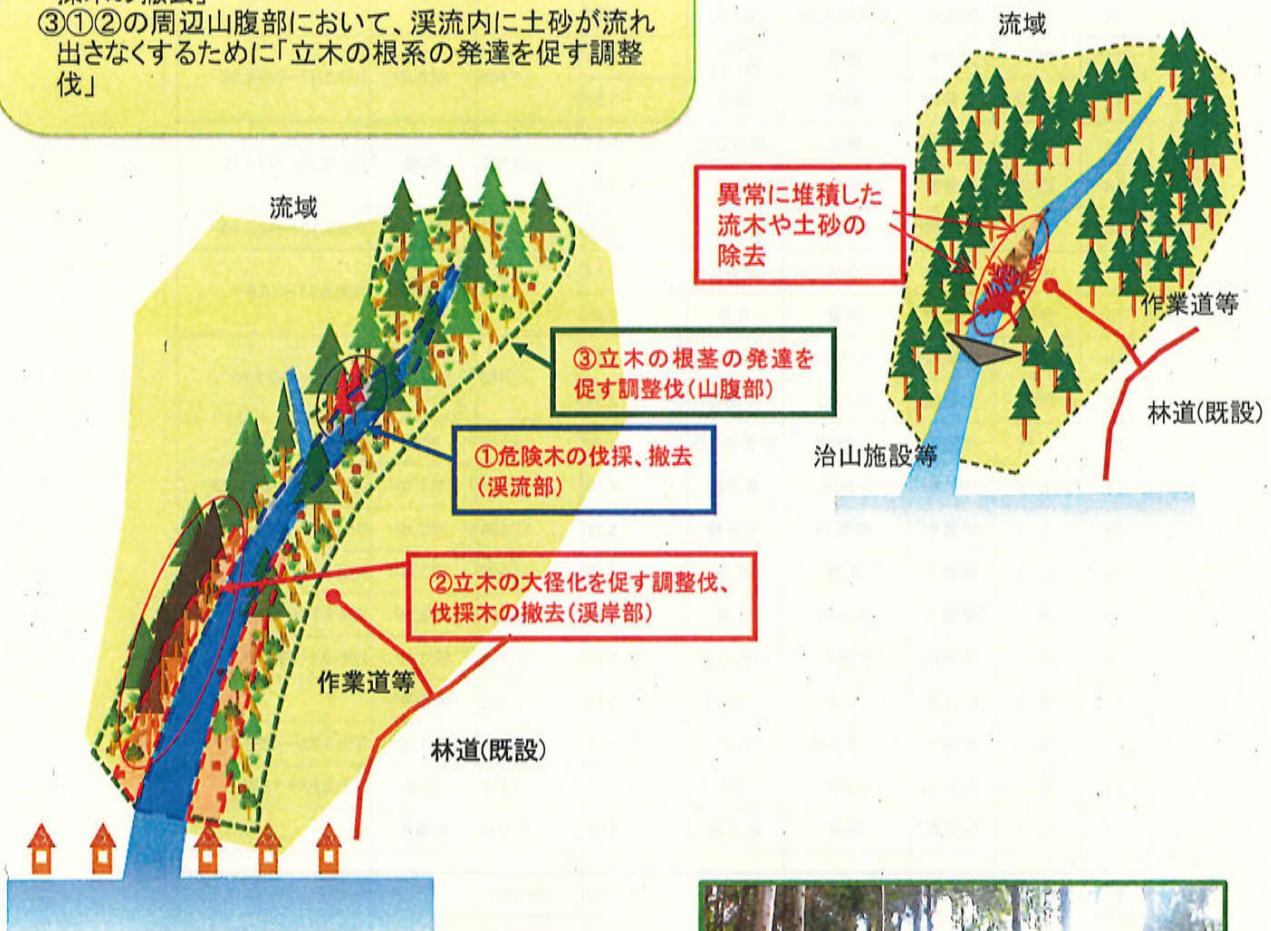 ③①②の周辺山腹部において、渓流内に土砂が流れ
出さなくするために「立木の根系の発達を促す調整
伐」
流域
異常に堆積した
流木や土砂の
除去
作業道等
林道(既設)
治山施設等
流域
③立木の根茎の発達を
促す調整伐(山腹部)
①危険木の伐採、撤去
(渓流部)
②立木の大径化を促す調整伐、
伐採木の撤去(渓岸部)
作業道等
林道(既設)